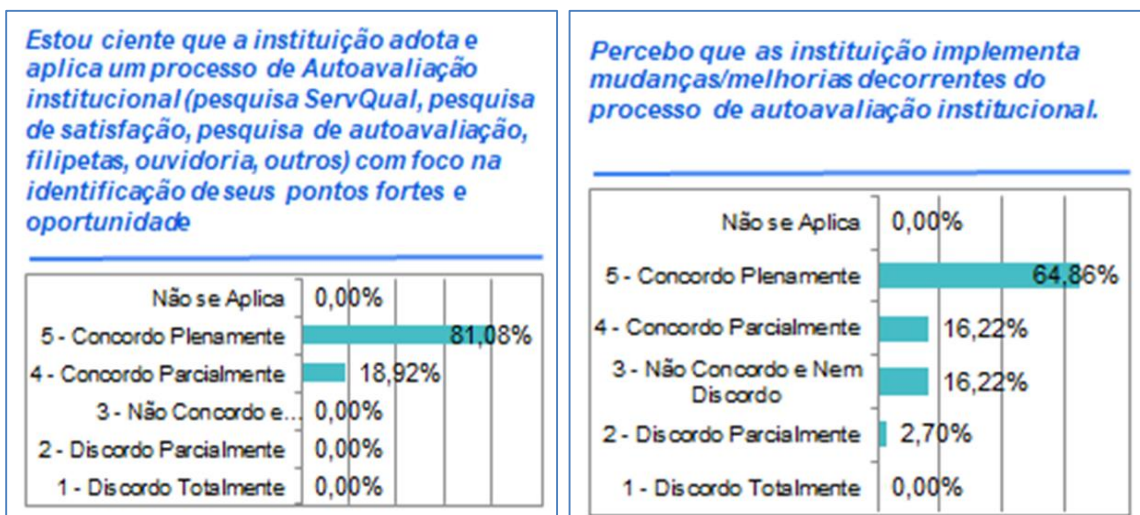 Estou ciente que a instituição adota e
aplica um processo de Autoavaliação
institucional (pesquisa ServQual, pesquisa
de satisfação, pesquisa de autoavaliação,
filipetas, ouvidoria, outros) com foco na
identificação de seus pontos fortes e
oportunidade
Não se Aplica 0,00%
5 - Concordo Plenamente 81,08%
4 - Concordo Parcialmente 18,92%
3 - Não Concordo e... 0,00%
2 - Discordo Parcialmente 0,00%
1 - Discordo Totalmente 0,00%
Percebo que as instituição implementa
mudanças/melhorias decorrentes do
processo de autoavaliação institucional.
Não se Aplica 0,00%
5 - Concordo Plenamente 64,86%
4 - Concordo Parcialmente 16,22%
3 - Não Concordo e Nem
Discordo 16,22%
2 - Discordo Parcialmente 2,70%
1 - Discordo Totalmente 0,00%